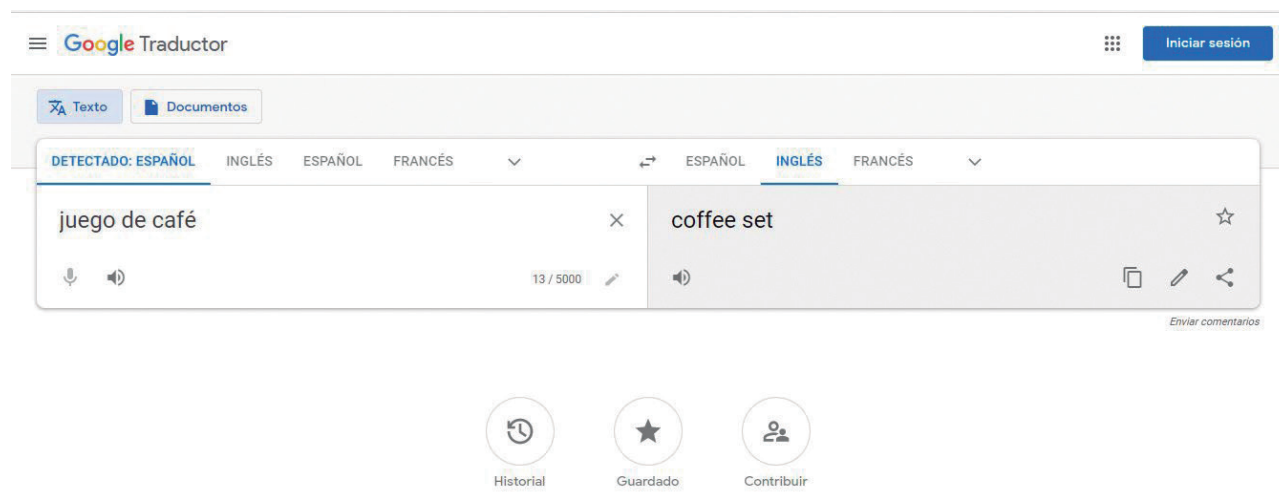 Google Traductor
Iniciar sesión
Texto
Documentos
DETECTADO: ESPAÑOL INGLÉS ESPAÑOL FRANCÉS
ESPAÑOL INGLÉS FRANCÉS
juego de café
coffee set
13 / 5000
Enviar comentarios
Historial
Guardado
Contribuir